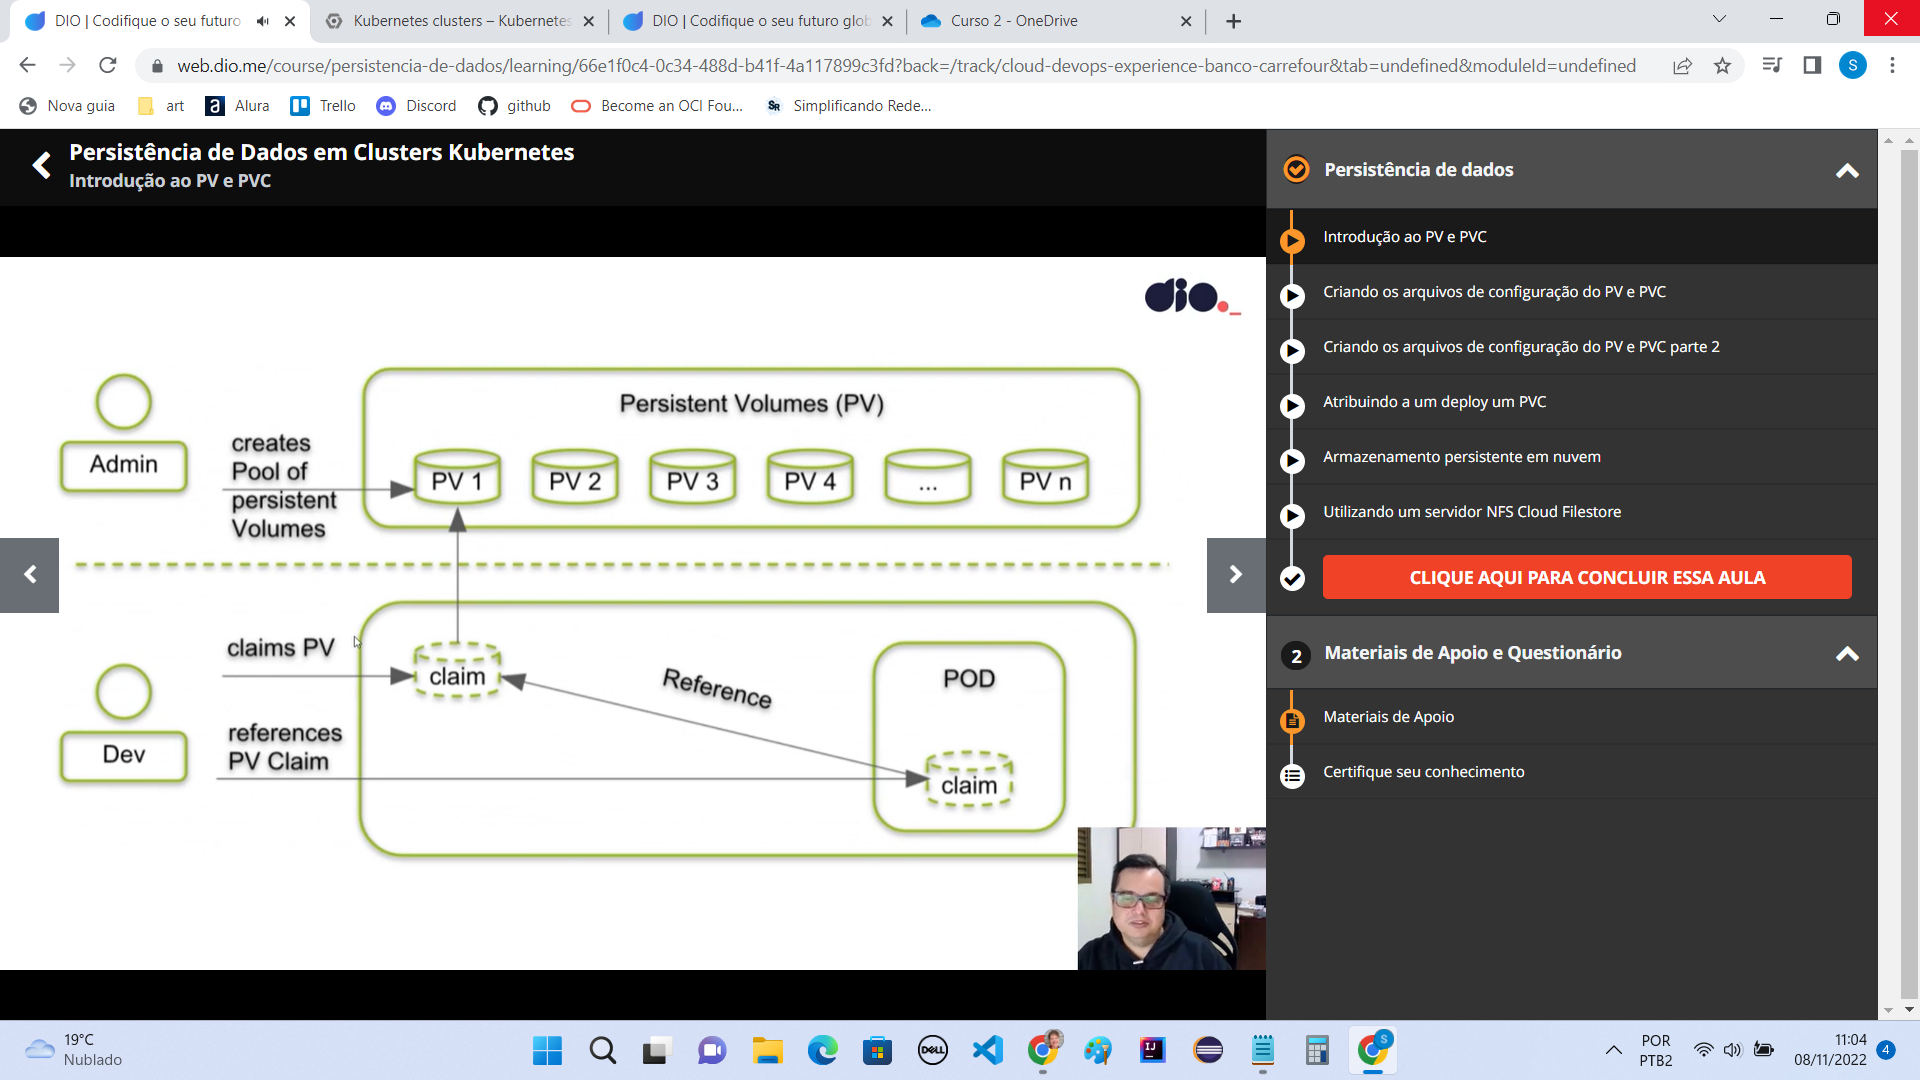 DIO | Codifique o seu futuro
Kubernetes clusters – Kubernetes
DIO | Codifique o seu futuro glob
Curso 2 - OneDrive
web.dio.me/course/persistencia-de-dados/learning/66e1f0c4-0c34-488d-b41f-4a117899c3fd?back=/track/cloud-devops-experience-banco-carrefour&tab=undefined&moduleId=undefined
S
Nova guia
art
a
Alura
Trello
Discord
github
Become an OCI Fou...
SR
Simplificando Rede...
Persistência de Dados em Clusters Kubernetes
Introdução ao PV e PVC
dio._
Persistent Volumes (PV)
Admin
creates
Pool of
persistent
Volumes
PV 1
PV 2
PV 3
PV 4
...
PV n
claims PV
claim
Reference
POD
Dev
references
PV Claim
claim
Persistência de dados
Introdução ao PV e PVC
Criando os arquivos de configuração do PV e PVC
Criando os arquivos de configuração do PV e PVC parte 2
Atribuindo a um deploy um PVC
Armazenamento persistente em nuvem
Utilizando um servidor NFS Cloud Filestore
CLIQUE AQUI PARA CONCLUIR ESSA AULA
2
Materiais de Apoio e Questionário
Materiais de Apoio
Certifique seu conhecimento
19°C
Nublado
DELL
IJ
S
POR
PTB2
11:04
08/11/2022
4